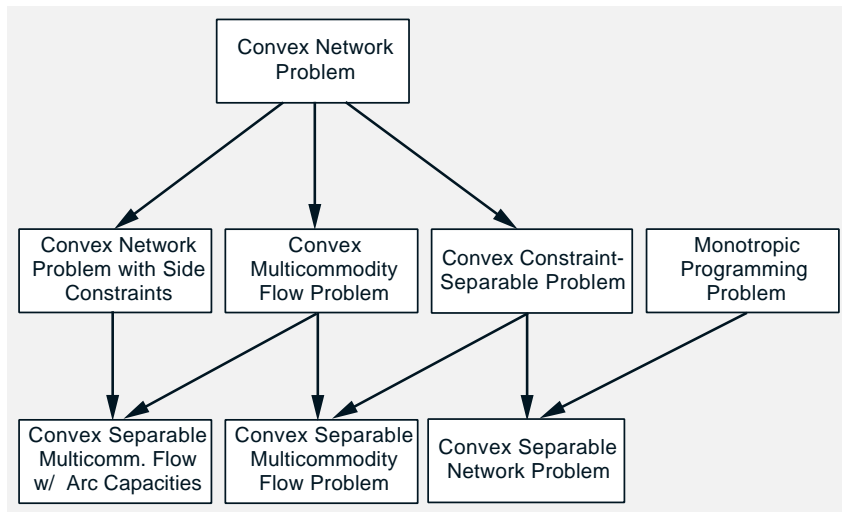 Convex Network
Problem
Convex Network
Problem with Side
Constraints
Convex
Multicommodity
Flow Problem
Convex Constraint-
Separable Problem
Monotropic
Programming
Problem
Convex Separable
Multicomm. Flow
w/ Arc Capacities
Convex Separable
Multicommodity
Flow Problem
Convex Separable
Network Problem